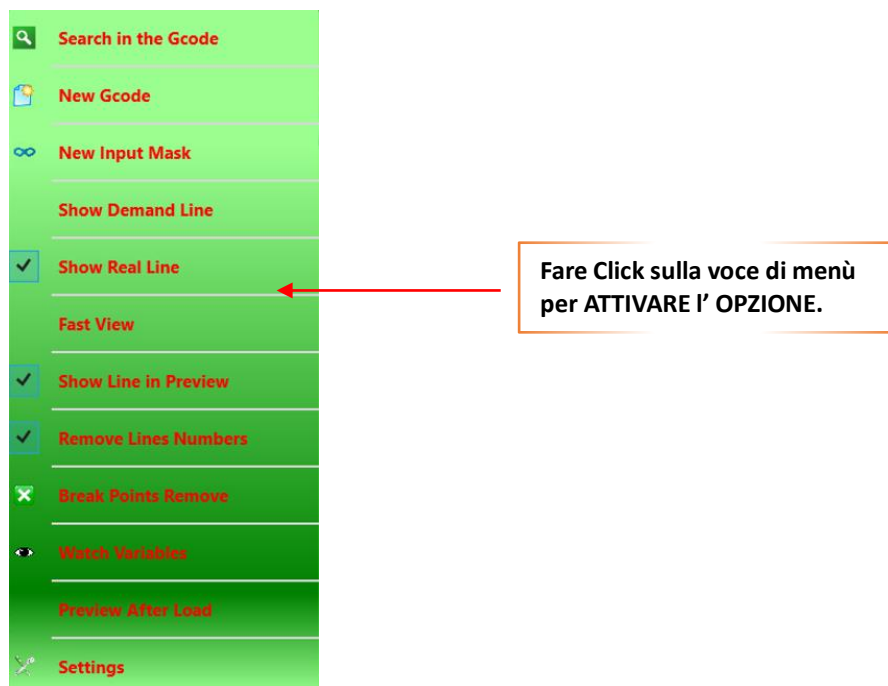 Search in the Gcode
New Gcode
New Input Mask
Show Demand Line
Show Real Line
Fast View
Show Line in Preview
Remove Lines Numbers
Break Points Remove
Watch Variables
Preview After Load
Settings
Fare Click sulla voce di menù
per ATTIVARE l’ OPZIONE.